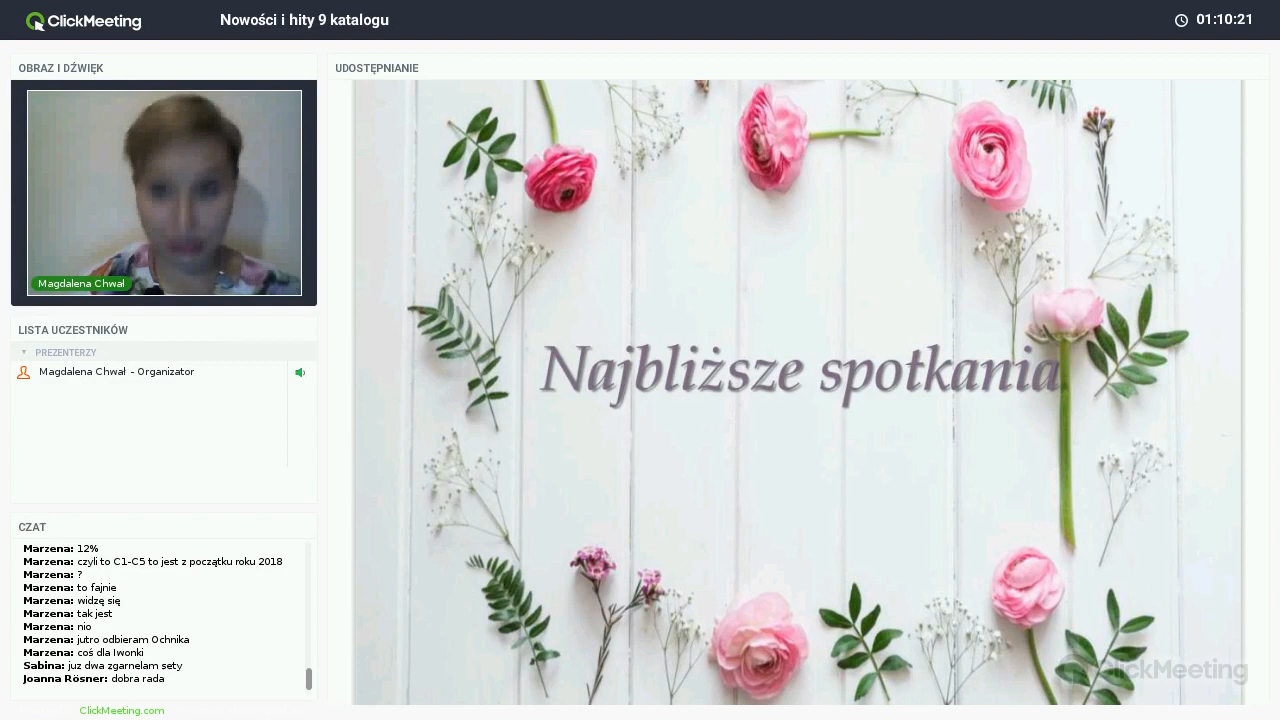 ClickMeeting
Nowości i hity 9 katalogu
01:10:21
OBRAZ I DŹWIĘK
Magdalena Chwał
LISTA UCZESTNIKÓW
PREZENTERZY
Magdalena Chwał - Organizator
CZAT
Marzena: 12%
Marzena: czyli to C1-C5 to jest z początku roku 2018
Marzena: ?
Marzena: to fajnie
Marzena: widzę się
Marzena: tak jest
Marzena: nio
Marzena: jutro odbieram Ochnika
Marzena: coś dla Iwonki
Sabina: juz dwa zgarnelam sety
Joanna Rösner: dobra rada
ClickMeeting.com
UDOSTĘPNIANIE
Najbliższe spotkania
ClickMeeting